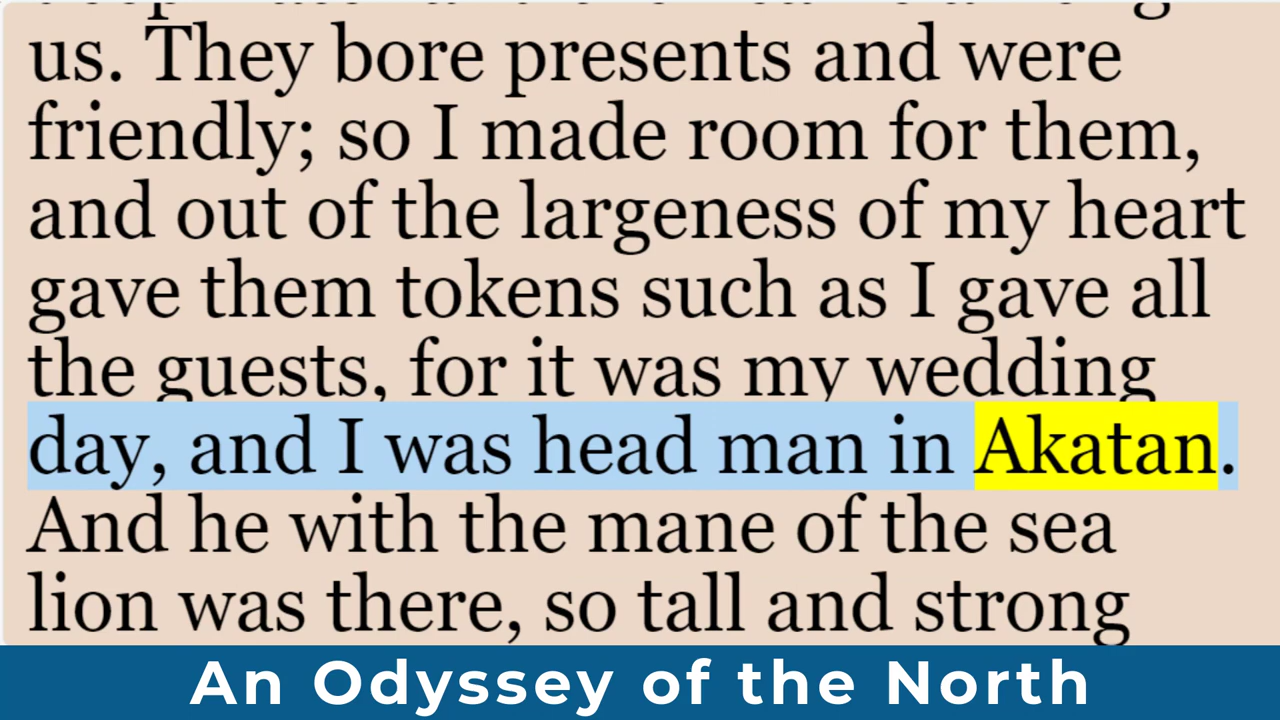 us. They bore presents and were
friendly; so I made room for them,
and out of the largeness of my heart
gave them tokens such as I gave all
the guests, for it was my wedding
day, and I was head man in Akatan.
And he with the mane of the sea
lion was there, so tall and strong
An Odyssey of the North